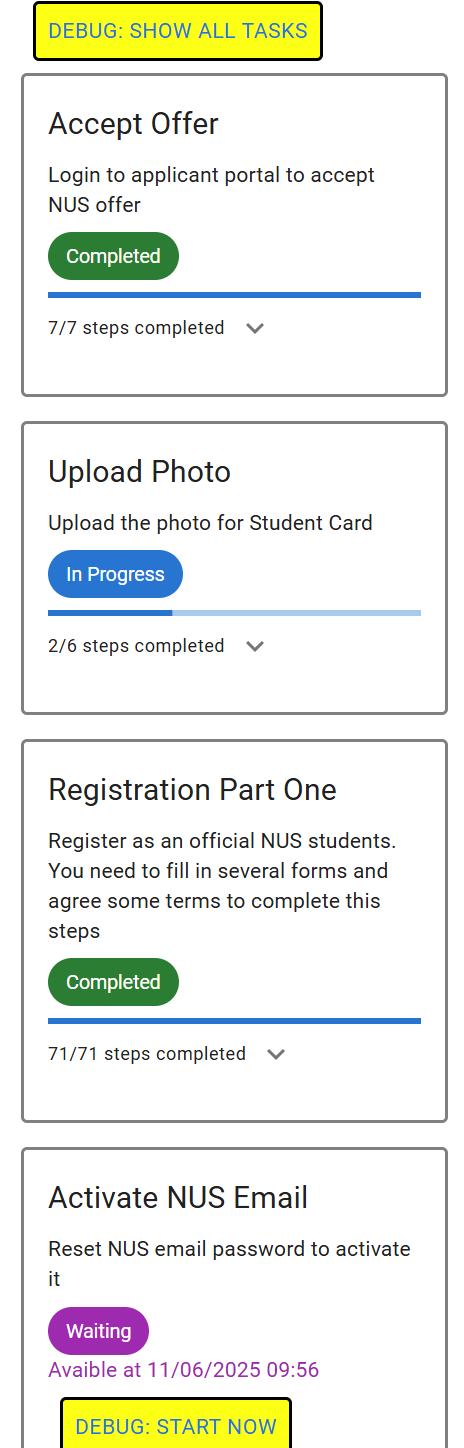 DEBUG: SHOW ALL TASKS
Accept Offer
Login to applicant portal to accept
NUS offer
Completed
7/7 steps completed
Upload Photo
Upload the photo for Student Card
In Progress
2/6 steps completed
Registration Part One
Register as an official NUS students.
You need to fill in several forms and
agree some terms to complete this
steps
Completed
71/71 steps completed
Activate NUS Email
Reset NUS email password to activate
it
Waiting
Avaible at 11/06/2025 09:56
DEBUG: START NOW